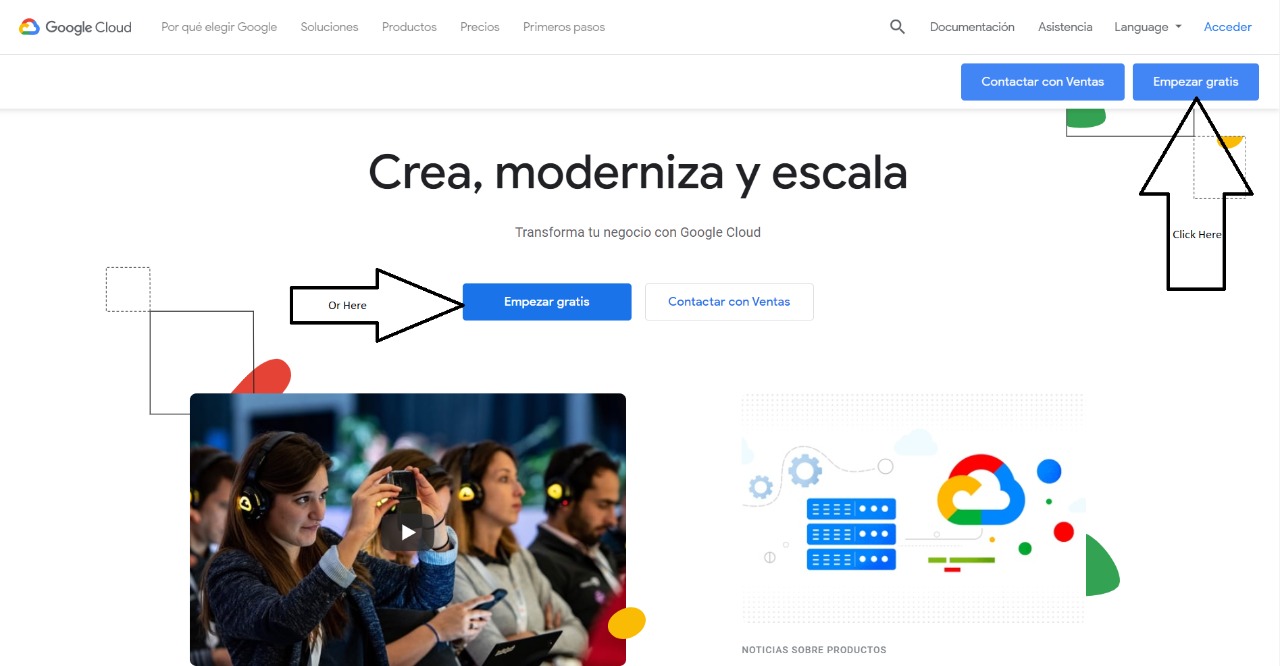 Google Cloud Por qué elegir Google Soluciones Productos Precios Primeros pasos Documentación Asistencia Language Acceder
Contactar con Ventas Empezar gratis
Crea, moderniza y escala
Transforma tu negocio con Google Cloud
Click Here
Or Here
Empezar gratis Contactar con Ventas
NOTICIAS SOBRE PRODUCTOS